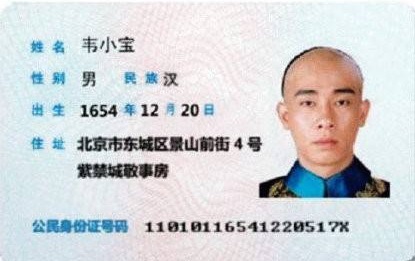 姓名 韦小宝
性别 男 民族 汉
出生 1654 年 12 月 20 日
住址 北京市东城区景山前街 4 号
紫禁城敬事房
公民身份证号码 11010116541220517X